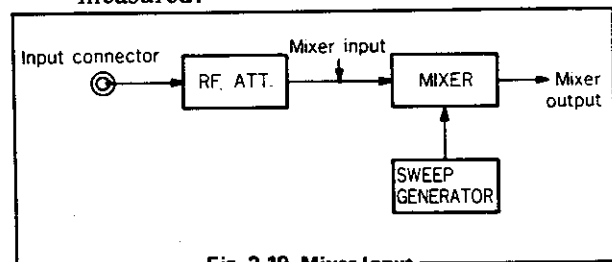 measured.
Input connector
Mixer input
RF. ATT.
MIXER
Mixer
output
SWEEP
GENERATOR
Fig. 2-19 Mixer Input